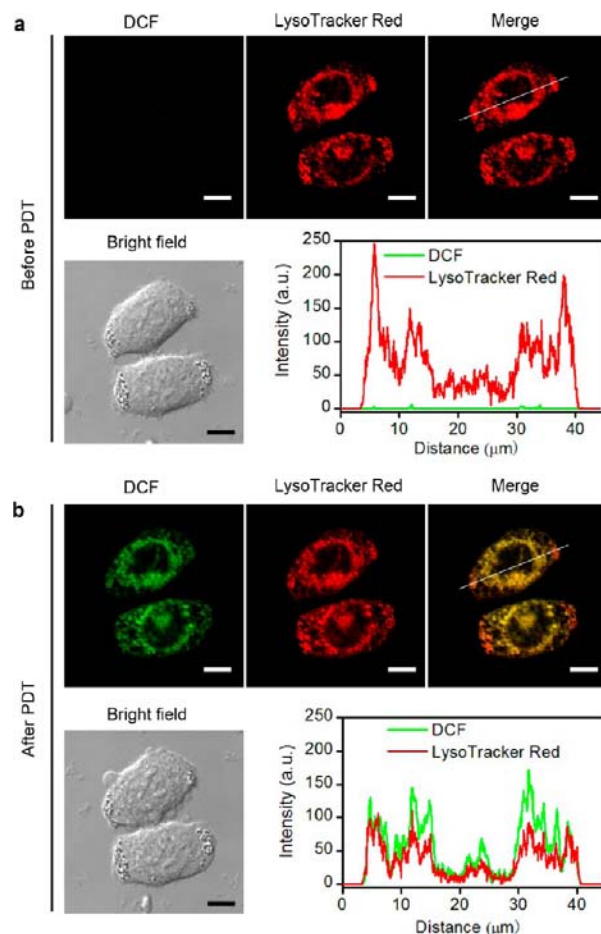 a
DCF LysoTracker Red Merge
Before PDT
Bright field
250
200
150
100
50
0
Intensity (a.u.)
DCF
LysoTracker Red
0 10 20 30 40
Distance (μm)
b
DCF LysoTracker Red Merge
After PDT
Bright field
250
200
150
100
50
0
Intensity (a.u.)
DCF
LysoTracker Red
0 10 20 30 40
Distance (μm)